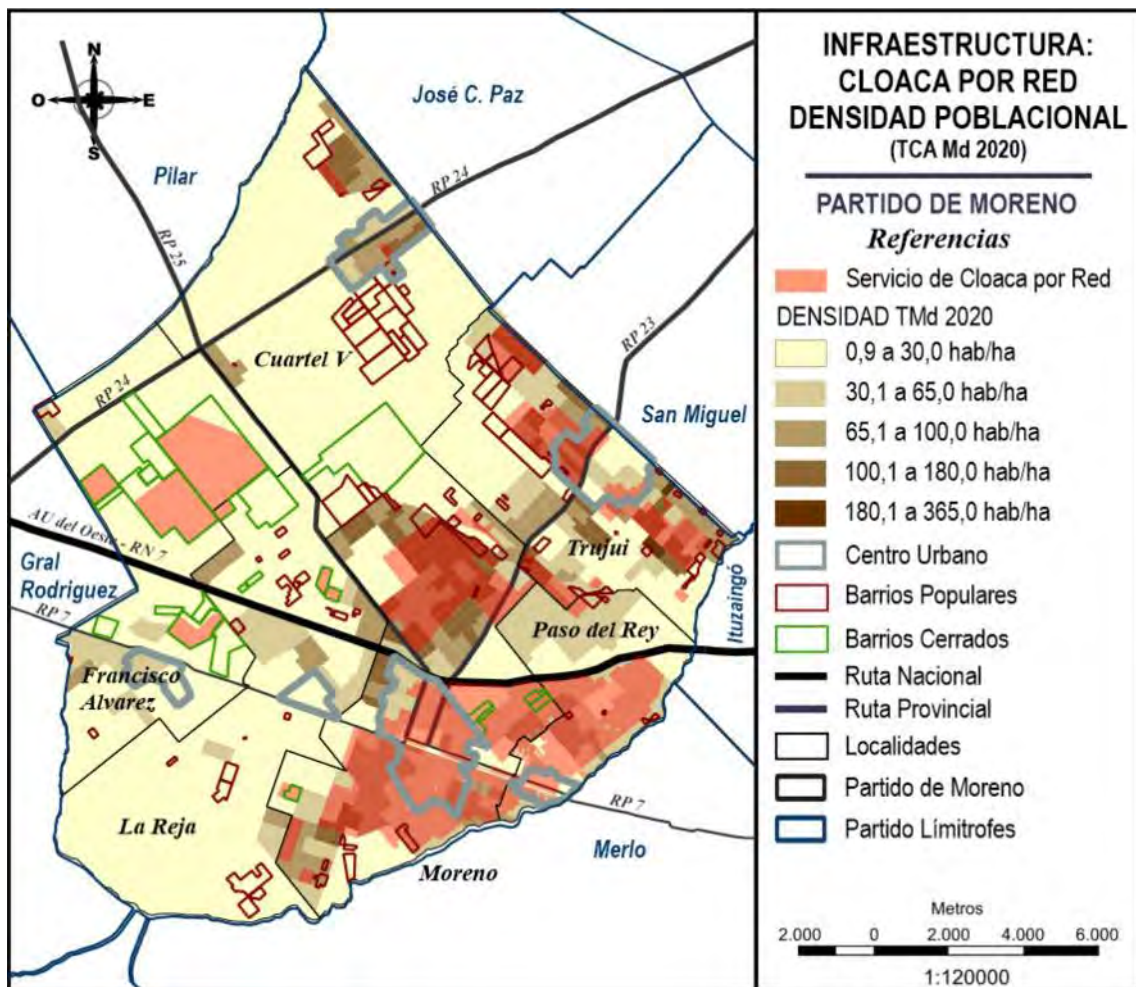 N
O
E
S
José C. Paz
Pilar
RP 24
RP 25
RP 23
Cuartel V
San Miguel
RP 24
AU del Oeste - RN 7
Gral
Rodriguez
Trujui
Ituzaingó
RP 7
Paso del Rey
Francisco
Alvarez
La Reja
RP 7
Merlo
Moreno
INFRAESTRUCTURA:
CLOACA POR RED
DENSIDAD POBLACIONAL
(TCA Md 2020)
PARTIDO DE MORENO
Referencias
Servicio de Cloaca por Red
DENSIDAD TMd 2020
0,9 a 30,0 hab/ha
30,1 a 65,0 hab/ha
65,1 a 100,0 hab/ha
100,1 a 180,0 hab/ha
180,1 a 365,0 hab/ha
Centro Urbano
Barrios Populares
Barrios Cerrados
Ruta Nacional
Ruta Provincial
Localidades
Partido de Moreno
Partido Límitrofes
Metros
2.000 0 2.000 4.000 6.000
1:120000